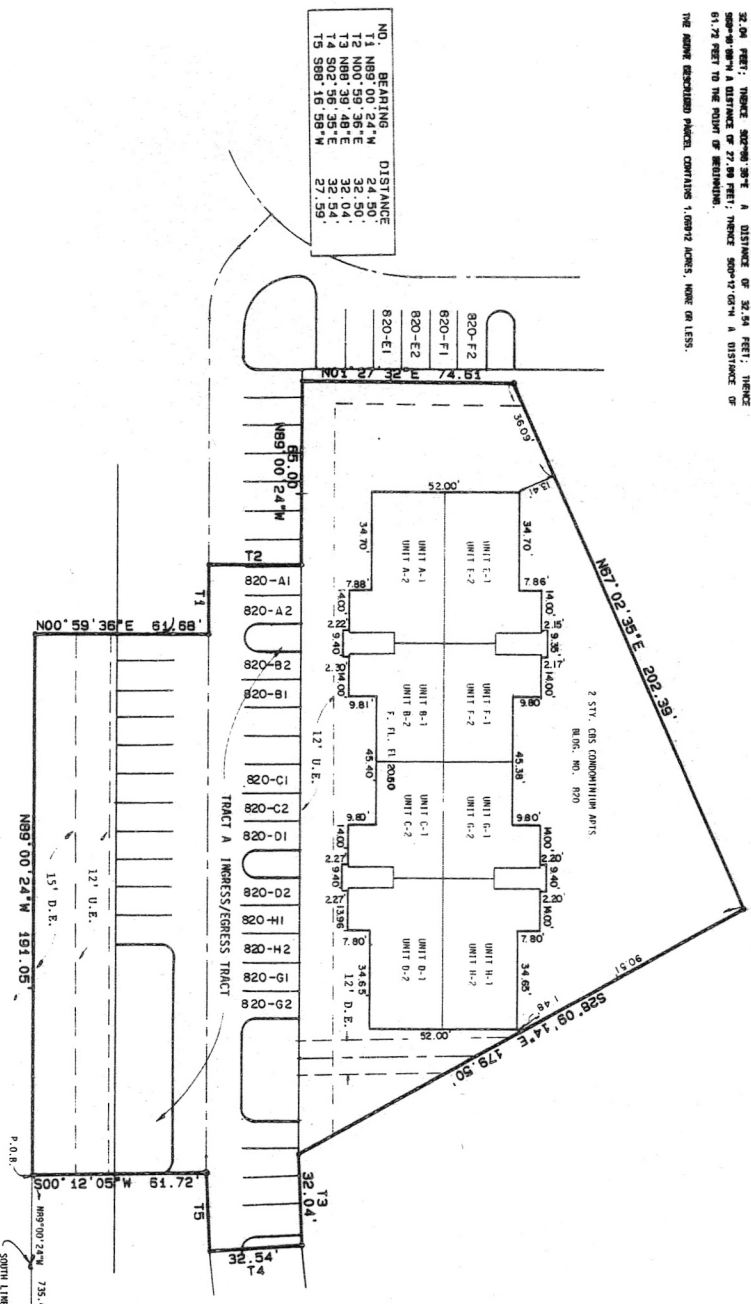 32.04 FEET; THENCE A DISTANCE OF 32.54 FEET; THENCE
A DISTANCE OF FEET; THENCE A DISTANCE OF
61.72 FEET TO THE POINT OF BEGINNING.
THE ABOVE DESCRIBED PARCEL CONTAINS ACRES, MORE OR LESS.
NO. BEARING DISTANCE
T1 N89°00'24"W 24.50'
T2 N00°59'36"E 32.50'
T3 N88°39'48"E 32.04'
T4 S02°56'35"E 32.54'
T5 S88°16'58"W 27.59'
820-F2
820-F1
820-E2
820-E1
N01°27'32"E 74.61
36.09'
13.41'
N67°02'35"E 202.39'
N89°00'24"W
65.00'
52.00'
34.70'
34.70'
UNIT E-2
UNIT E-1
UNIT A-1
UNIT A-2
7.86'
7.88'
14.00'
14.00'
2.15'
2.22'
9.35'
9.40'
2.17'
14.00'
14.00'
9.80'
9.81'
UNIT F-1
UNIT F-2
UNIT B-1
UNIT B-2
2 STY. CBS CONDOMINIUM APTS.
BLDG. NO. 820
F. FL. El 20.50
45.38'
45.40'
UNIT G-1
UNIT G-2
UNIT C-1
UNIT C-2
9.80'
9.80'
14.00'
14.00'
2.20'
2.27'
9.40'
9.40'
2.20'
2.27'
14.00'
13.96
7.80'
7.80'
UNIT H-1
UNIT H-2
UNIT D-1
UNIT D-2
34.65'
34.65'
52.00'
1.48'
90.51'
S28°09'14"E
179.50'
12' D.E.
12' U.E.
T2
T1
820-A1
820-A2
820-B2
820-B1
820-C1
820-C2
820-D1
820-D2
820-H1
820-H2
820-G1
820-G2
TRACT A INGRESS/EGRESS TRACT
N00°59'36"E 61.68'
12' U.E.
15' D.E.
N89°00'24"W 191.05'
S00°12'05"W 61.72'
T3
32.04'
32.54'
T4
T5
P.O.B.
N89°00'24"W 735.
SOUTH LINE